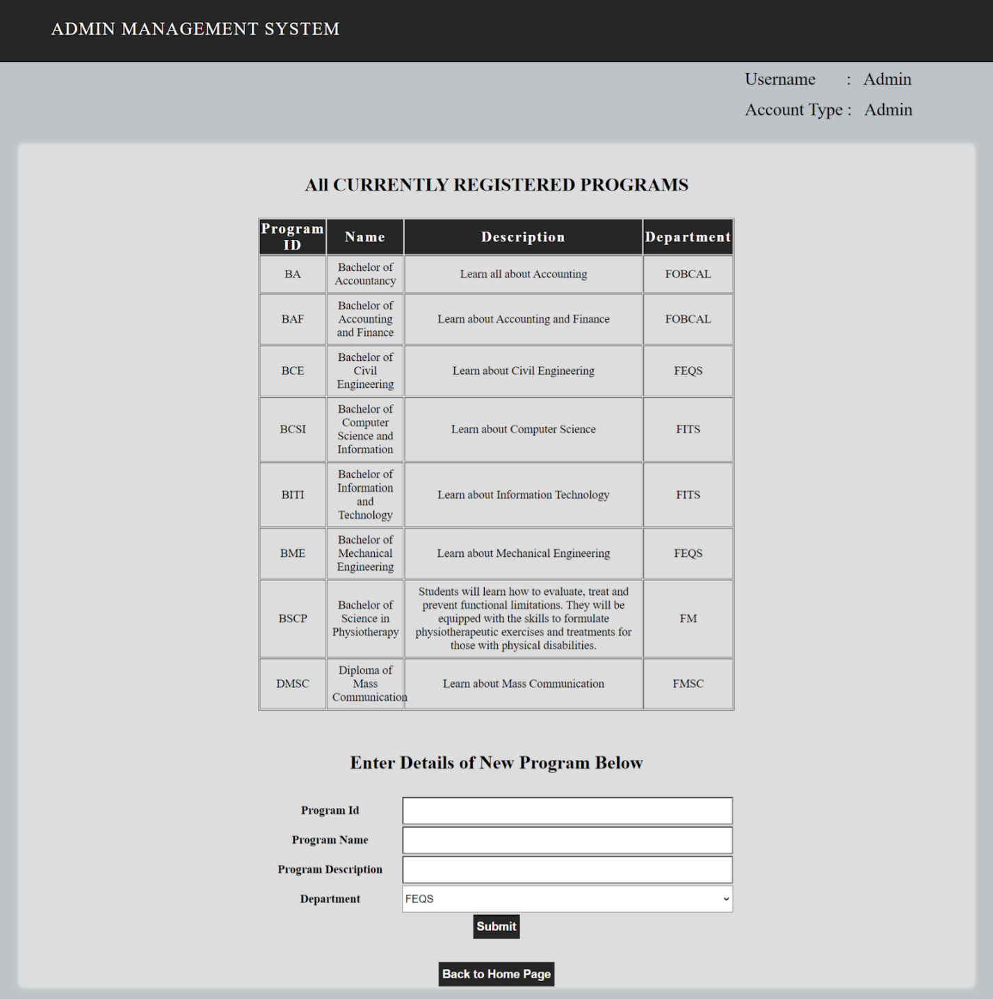 ADMIN MANAGEMENT SYSTEM
Username : Admin
Account Type : Admin
All CURRENTLY REGISTERED PROGRAMS
Program
ID
Name
Description
Department
BA
Bachelor of
Accountancy
Learn all about Accounting
FOBCAL
BAF
Bachelor of
Accounting
and Finance
Learn about Accounting and Finance
FOBCAL
BCE
Bachelor of
Civil
Engineering
Learn about Civil Engineering
FEQS
BCSI
Bachelor of
Computer
Science and
Information
Learn about Computer Science
FITS
BITI
Bachelor of
Information
and
Technology
Learn about Information Technology
FITS
BME
Bachelor of
Mechanical
Engineering
Learn about Mechanical Engineering
FEQS
BSCP
Bachelor of
Science in
Physiotherapy
Students will learn how to evaluate, treat and
prevent functional limitations. They will be
equipped with the skills to formulate
physiotherapeutic exercises and treatments for
those with physical disabilities.
FM
DMSC
Diploma of
Mass
Communication
Learn about Mass Communication
FMSC
Enter Details of New Program Below
Program Id
Program Name
Program Description
Department
FEQS
Submit
Back to Home Page